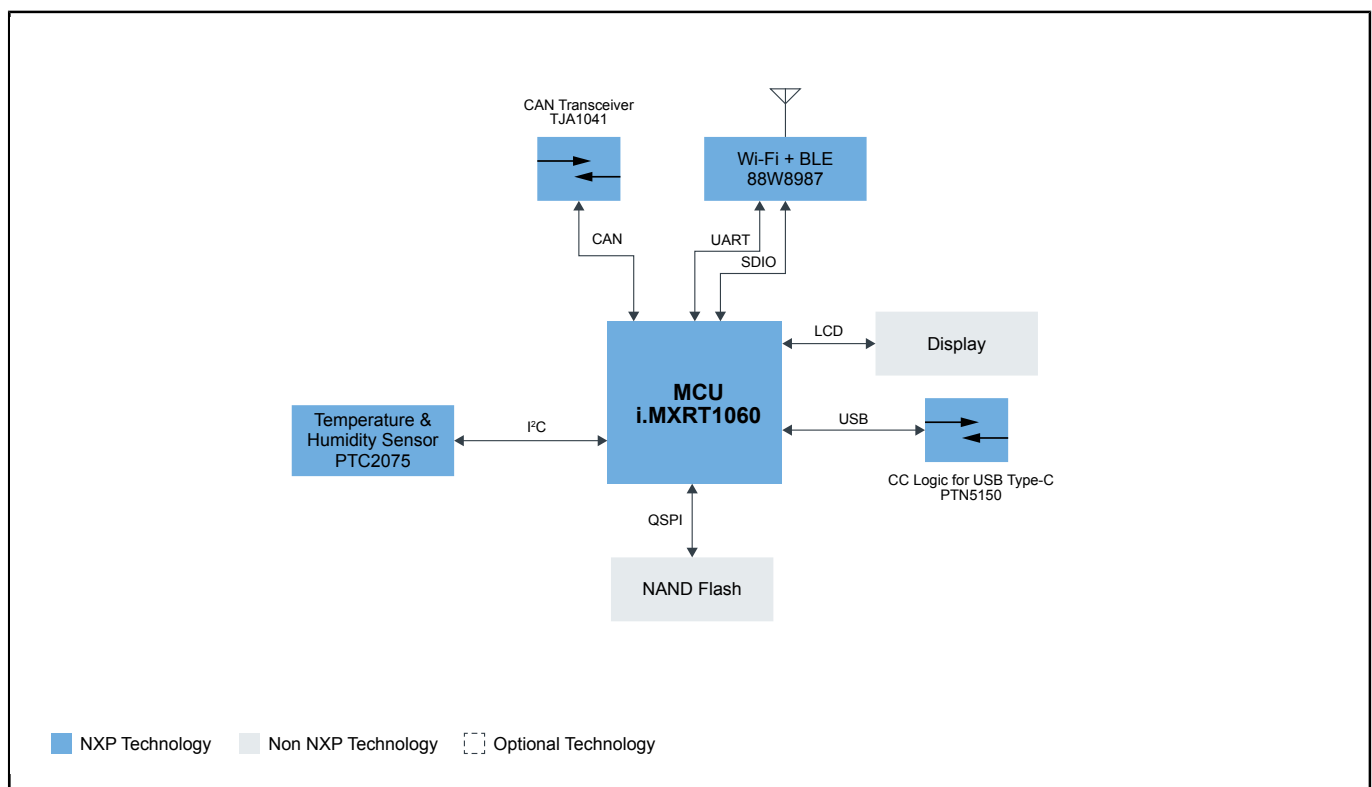 CAN Transceiver
TJA1041
Wi-Fi + BLE
88W8987
CAN
UART
SDIO
LCD
Display
MCU
i.MXRT1060
Temperature &
Humidity Sensor
PTC2075
I²C
USB
CC Logic for USB Type-C
PTN5150
QSPI
NAND Flash
NXP Technology
Non NXP Technology
Optional Technology